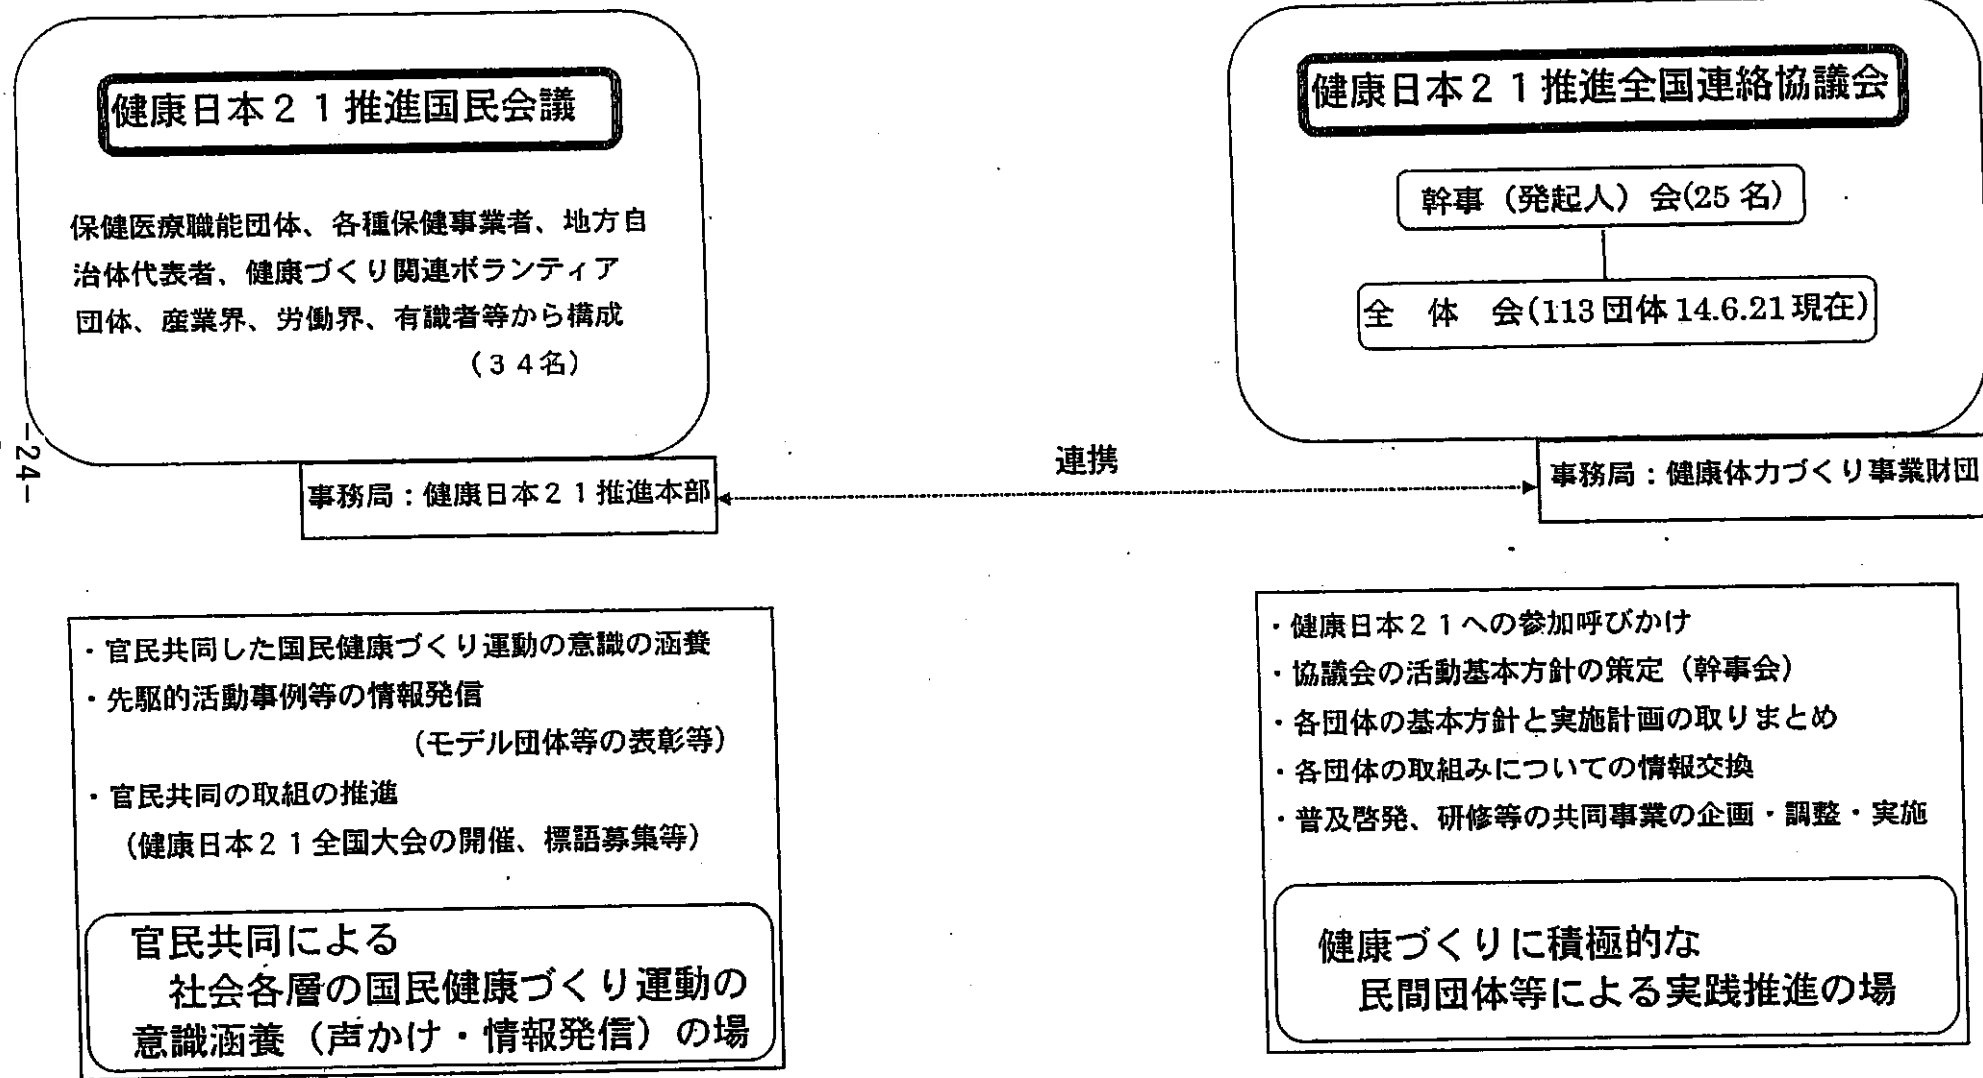 健康日本２１推進国民会議
保健医療職能団体、各種保健事業者、地方自
治体代表者、健康づくり関連ボランティア
団体、産業界、労働界、有識者等から構成
（３４名）
事務局：健康日本２１推進本部
健康日本２１推進全国連絡協議会
幹事（発起人）会(25 名)
全　体　会(113 団体 14.6.21 現在)
事務局：健康体力づくり事業財団
連携
・官民共同した国民健康づくり運動の意識の涵養
・先駆的活動事例等の情報発信
（モデル団体等の表彰等）
・官民共同の取組の推進
（健康日本２１全国大会の開催、標語募集等）
官民共同による
社会各層の国民健康づくり運動の
意識涵養（声かけ・情報発信）の場
・健康日本２１への参加呼びかけ
・協議会の活動基本方針の策定（幹事会）
・各団体の基本方針と実施計画の取りまとめ
・各団体の取組みについての情報交換
・普及啓発、研修等の共同事業の企画・調整・実施
健康づくりに積極的な
民間団体等による実践推進の場
-24-